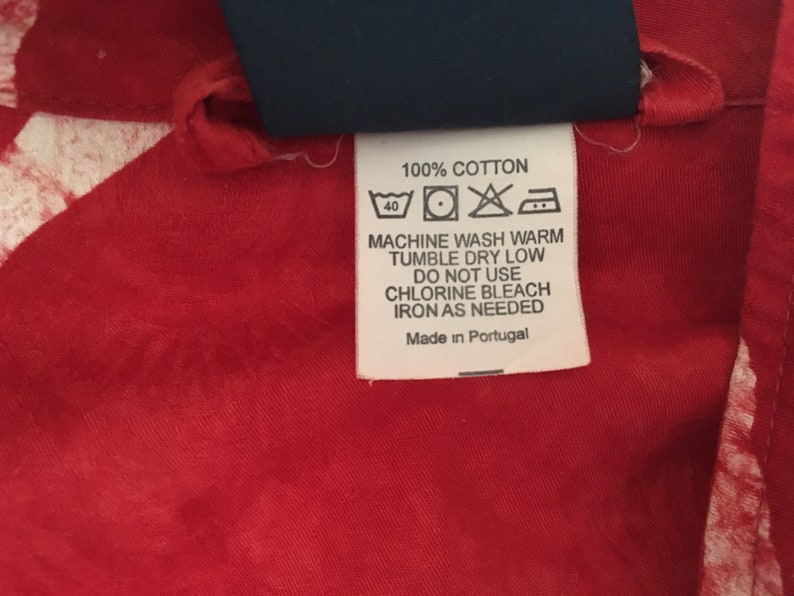 100% COTTON
40
MACHINE WASH WARM
TUMBLE DRY LOW
DO NOT USE
CHLORINE BLEACH
IRON AS NEEDED
Made in Portugal